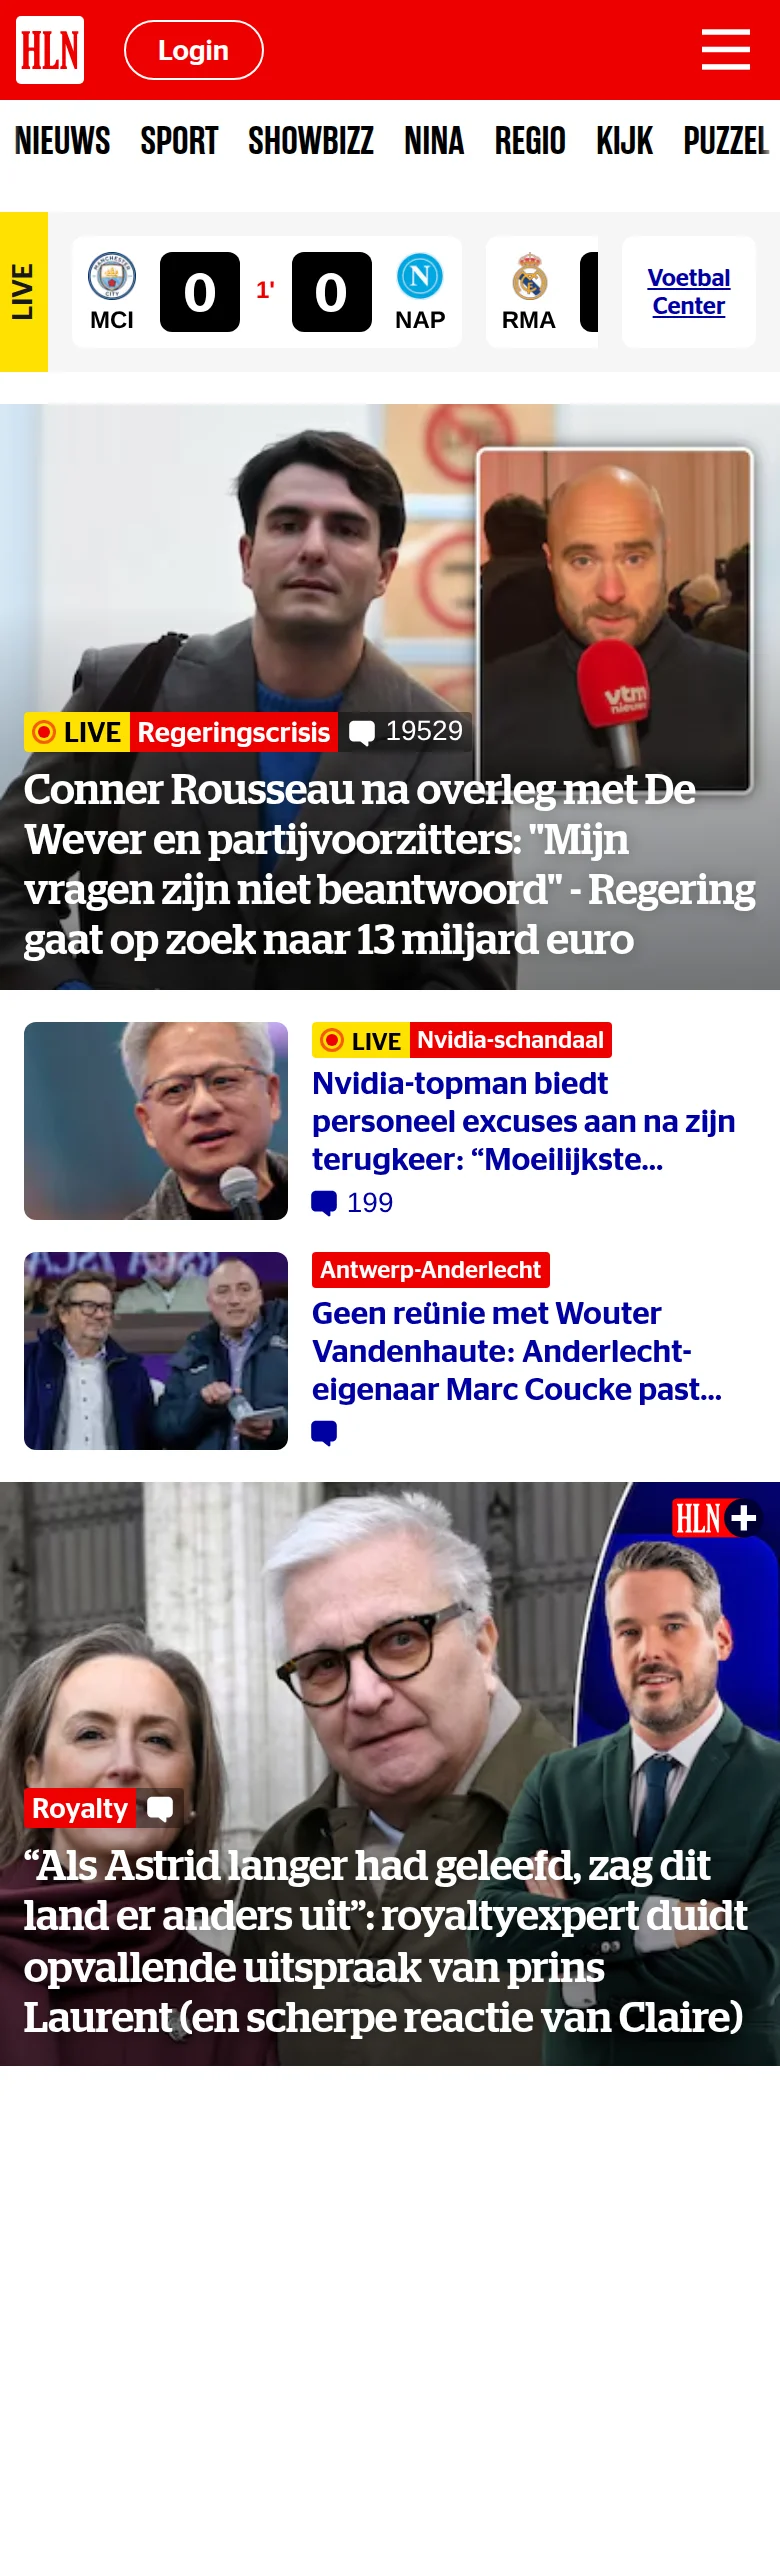 HLN
Login
NIEUWS SPORT SHOWBIZZ NINA REGIO KIJK PUZZEL
LIVE
MANCHESTER
CITY
MCI
0
1'
0
N
NAP
RMA
Voetbal
Center
vtm
nieuws
LIVE Regeringscrisis 19529
Conner Rousseau na overleg met De
Wever en partijvoorzitters: "Mijn
vragen zijn niet beantwoord" - Regering
gaat op zoek naar 13 miljard euro
LIVE Nvidia-schandaal
Nvidia-topman biedt
personeel excuses aan na zijn
terugkeer: “Moeilijkste...
199
Antwerp-Anderlecht
Geen reünie met Wouter
Vandenhaute: Anderlecht-
eigenaar Marc Coucke past...
HLN+
Royalty
“Als Astrid langer had geleefd, zag dit
land er anders uit”: royaltyexpert duidt
opvallende uitspraak van prins
Laurent (en scherpe reactie van Claire)